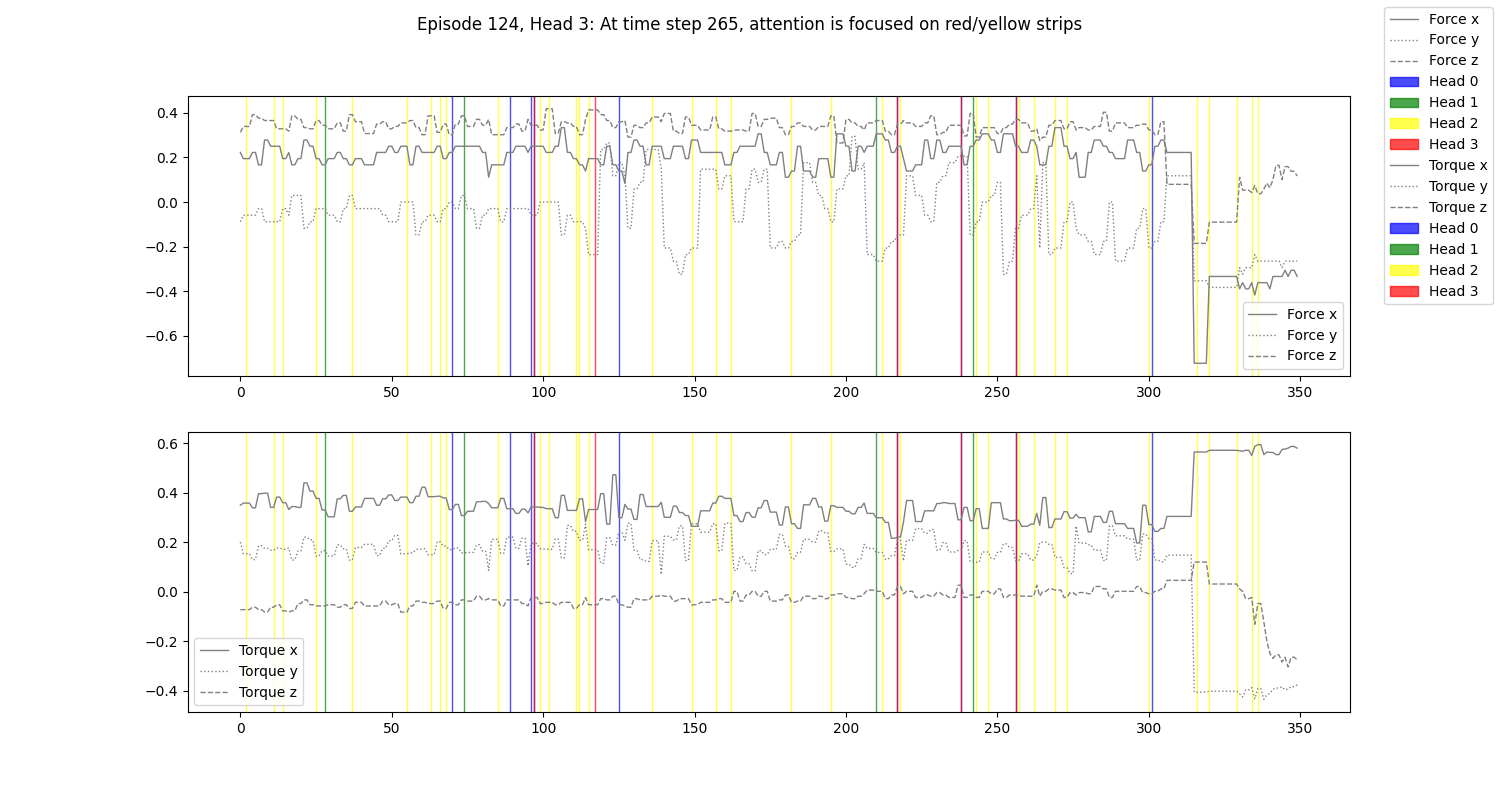 Episode 124, Head 3: At time step 265, attention is focused on red/yellow strips
Force x
Force y
Force z
Head 0
Head 1
Head 2
Head 3
Torque x
Torque y
Torque z
Head 0
Head 1
Head 2
Head 3
0.4
0.2
0.0
−0.2
−0.4
−0.6
Force x
Force y
Force z
0 50 100 150 200 250 300 350
0.6
0.4
0.2
0.0
−0.2
−0.4
Torque x
Torque y
Torque z
0 50 100 150 200 250 300 350